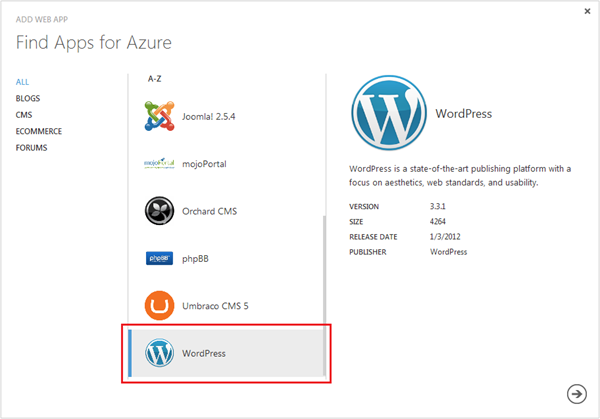 ADD WEB APP
Find Apps for Azure
ALL
BLOGS
CMS
ECOMMERCE
FORUMS
A-Z
Joomla! 2.5.4
mojoPortal
mojoPortal
Orchard CMS
phpBB
phpBB
Umbraco CMS 5
WordPress
WordPress
WordPress is a state-of-the-art publishing platform with a
focus on aesthetics, web standards, and usability.
VERSION 3.3.1
SIZE 4264
RELEASE DATE 1/3/2012
PUBLISHER WordPress